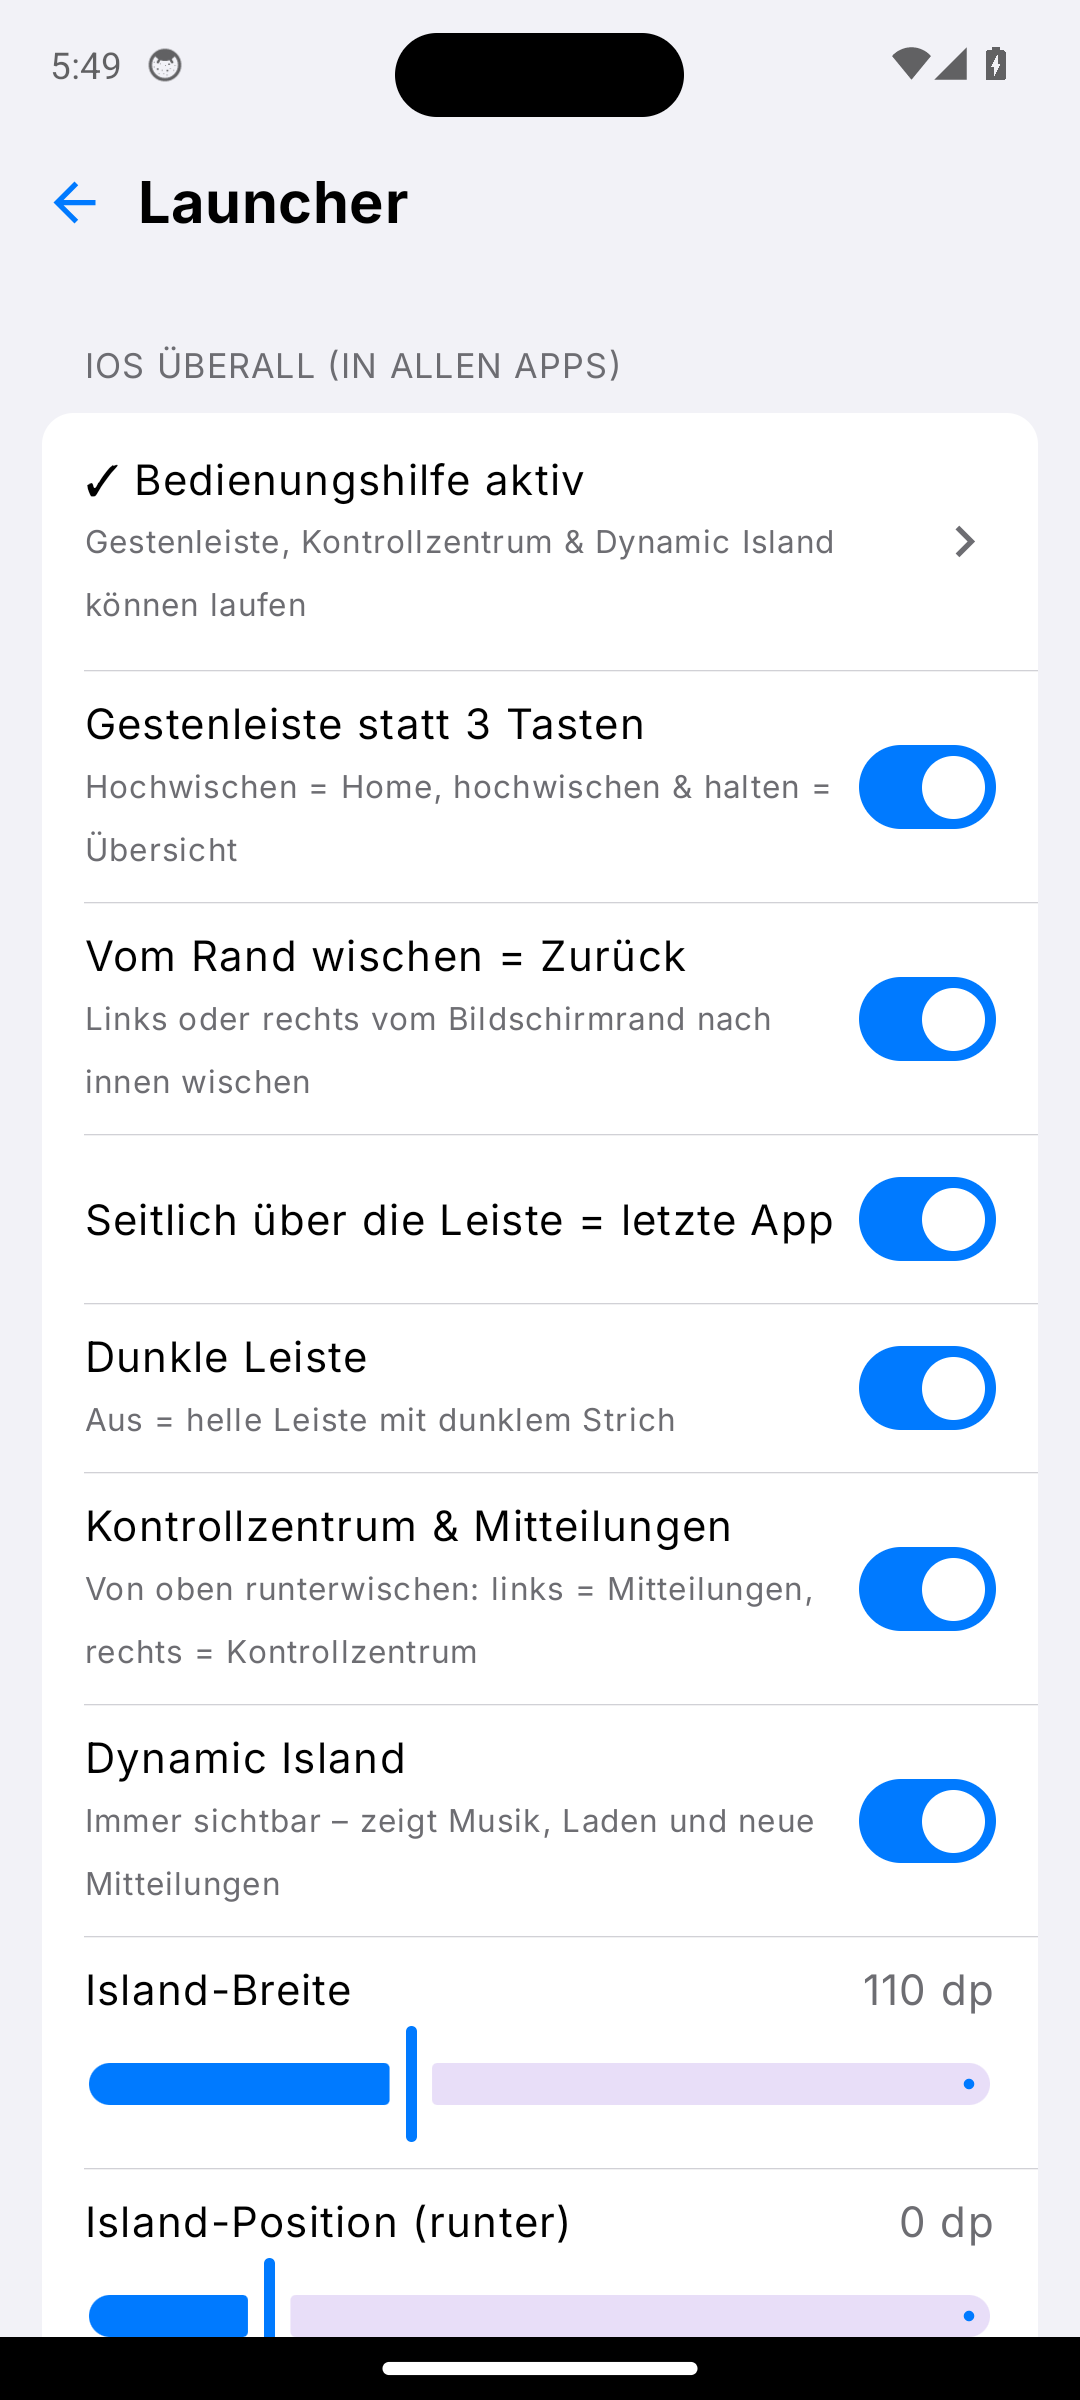 5:49
Launcher
IOS ÜBERALL (IN ALLEN APPS)
✓ Bedienungshilfe aktiv
Gestenleiste, Kontrollzentrum & Dynamic Island
können laufen
Gestenleiste statt 3 Tasten
Hochwischen = Home, hochwischen & halten =
Übersicht
Vom Rand wischen = Zurück
Links oder rechts vom Bildschirmrand nach
innen wischen
Seitlich über die Leiste = letzte App
Dunkle Leiste
Aus = helle Leiste mit dunklem Strich
Kontrollzentrum & Mitteilungen
Von oben runterwischen: links = Mitteilungen,
rechts = Kontrollzentrum
Dynamic Island
Immer sichtbar – zeigt Musik, Laden und neue
Mitteilungen
Island-Breite 110 dp
Island-Position (runter) 0 dp